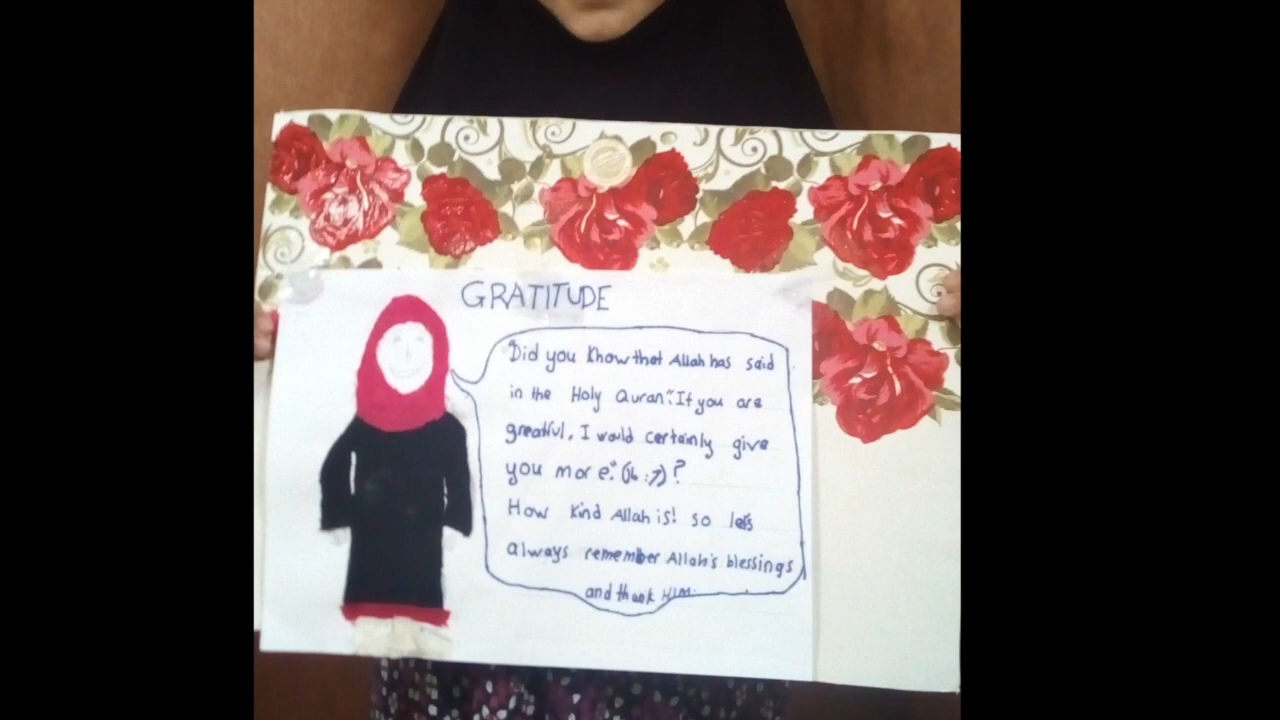 GRATITUDE
"Did you Know that Allah has said
in the Holy Quran": If you are
greatful, I would certainly give
you more." (14:7)?
How Kind Allah is! so let's
always remember Allah's blessings
and thank HIM.